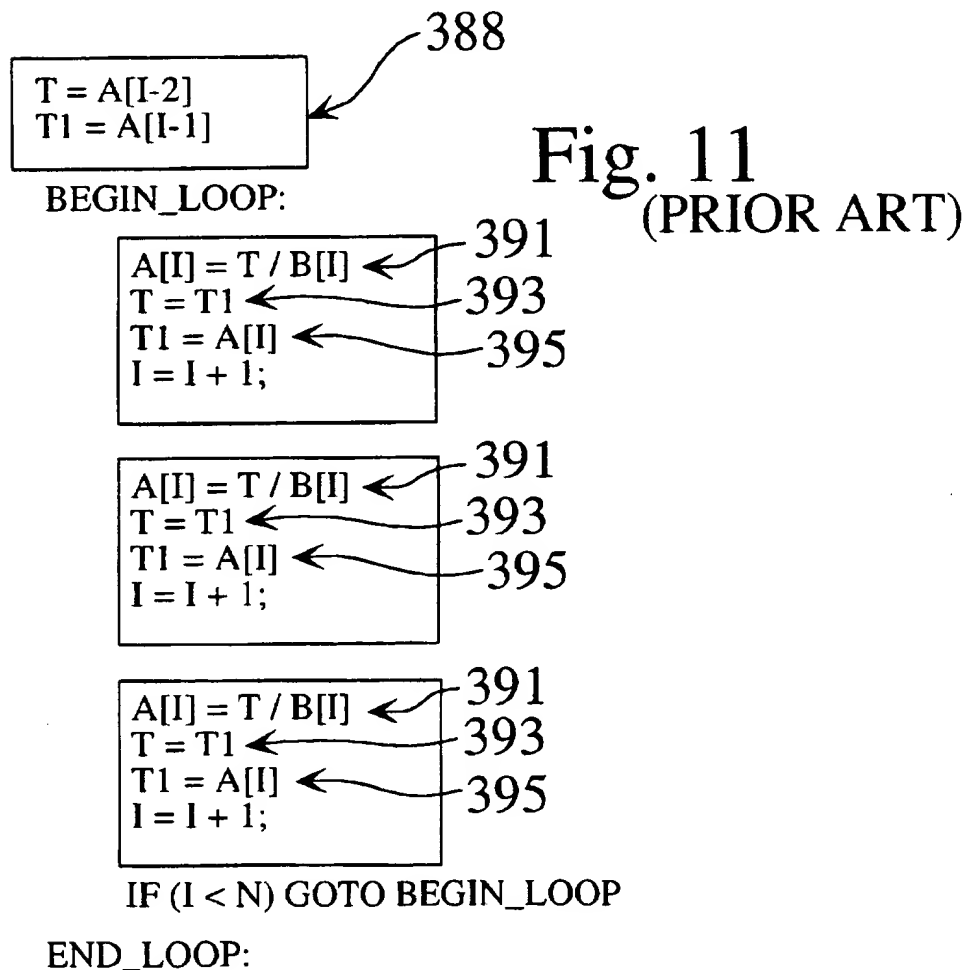 388
T = A[I-2]
T1 = A[I-1]
Fig. 11
(PRIOR ART)
BEGIN_LOOP:
A[I] = T / B[I] 391
T = T1 393
T1 = A[I] 395
I = I + 1;
A[I] = T / B[I] 391
T = T1 393
T1 = A[I] 395
I = I + 1;
A[I] = T / B[I] 391
T = T1 393
T1 = A[I] 395
I = I + 1;
IF (I < N) GOTO BEGIN_LOOP
END_LOOP: